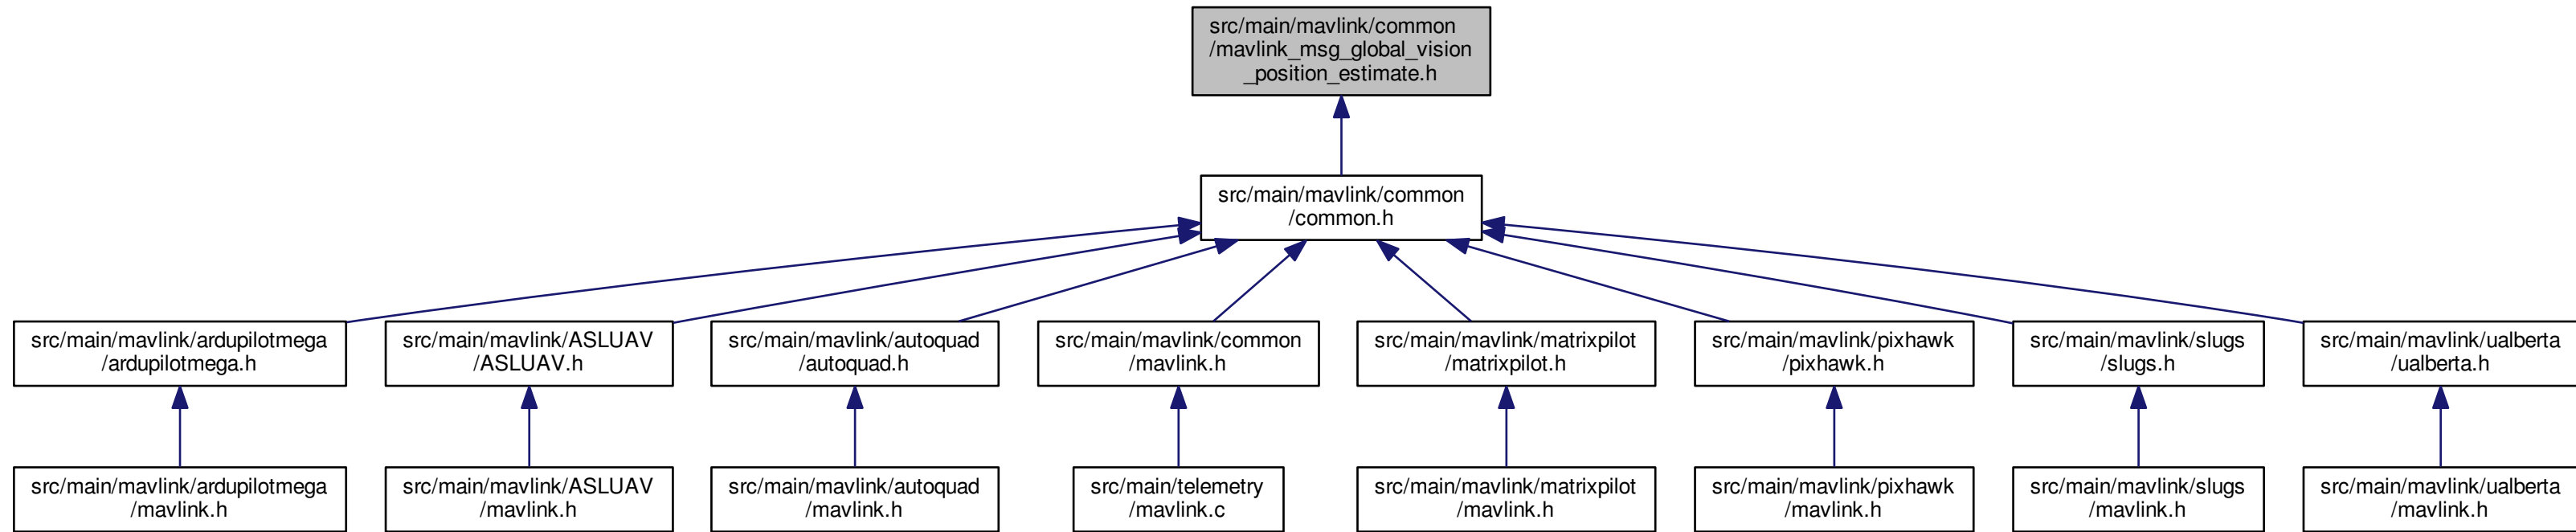 src/main/mavlink/common
/mavlink_msg_global_vision
_position_estimate.h
src/main/mavlink/common
/common.h
src/main/mavlink/ardupilotmega
/ardupilotmega.h
src/main/mavlink/ASLUAV
/ASLUAV.h
src/main/mavlink/autoquad
/autoquad.h
src/main/mavlink/common
/mavlink.h
src/main/mavlink/matrixpilot
/matrixpilot.h
src/main/mavlink/pixhawk
/pixhawk.h
src/main/mavlink/slugs
/slugs.h
src/main/mavlink/ualberta
/ualberta.h
src/main/mavlink/ardupilotmega
/mavlink.h
src/main/mavlink/ASLUAV
/mavlink.h
src/main/mavlink/autoquad
/mavlink.h
src/main/telemetry
/mavlink.c
src/main/mavlink/matrixpilot
/mavlink.h
src/main/mavlink/pixhawk
/mavlink.h
src/main/mavlink/slugs
/mavlink.h
src/main/mavlink/ualberta
/mavlink.h